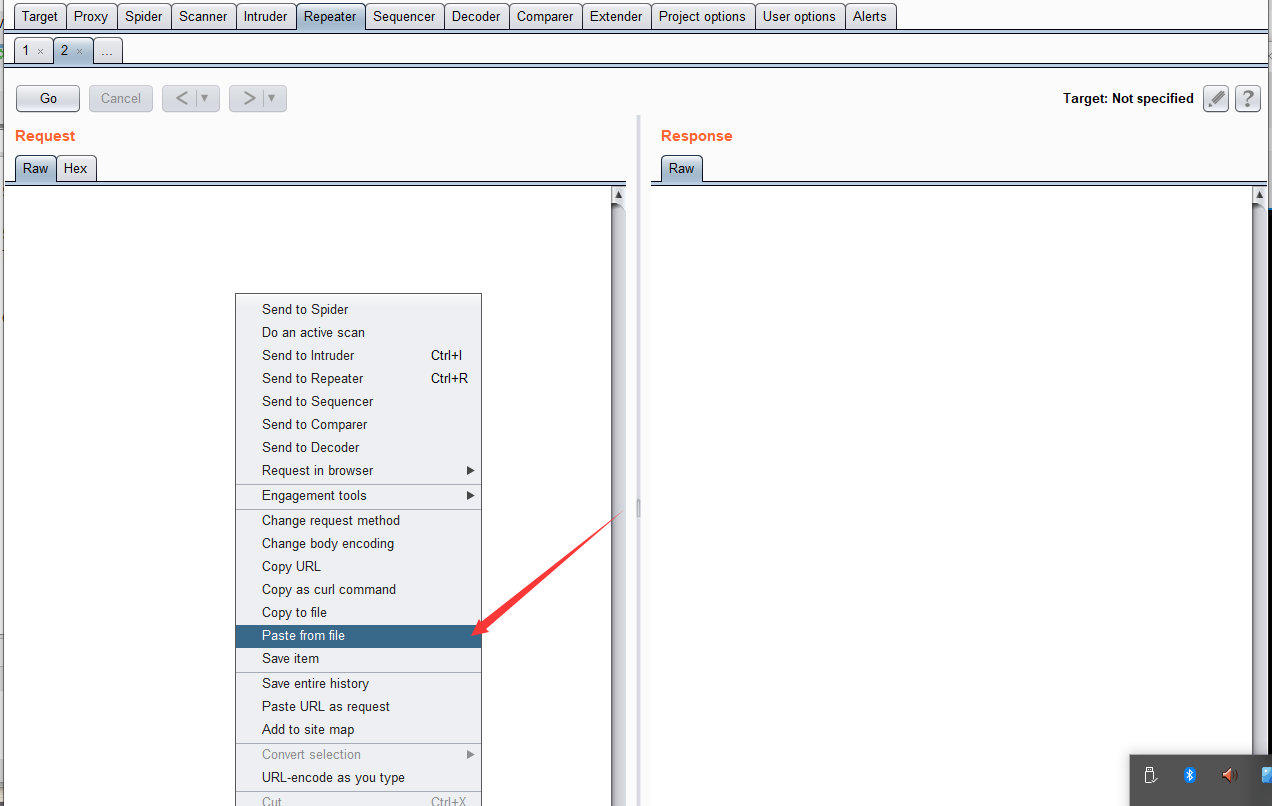 Target Proxy Spider Scanner Intruder Repeater Sequencer Decoder Comparer Extender Project options User options Alerts
1 × 2 × ...
Go Cancel < > Target: Not specified ?
Request Response
Raw Hex Raw
Send to Spider
Do an active scan
Send to Intruder Ctrl+I
Send to Repeater Ctrl+R
Send to Sequencer
Send to Comparer
Send to Decoder
Request in browser
Engagement tools
Change request method
Change body encoding
Copy URL
Copy as curl command
Copy to file
Paste from file
Save item
Save entire history
Paste URL as request
Add to site map
Convert selection
URL-encode as you type
Cut Ctrl+X